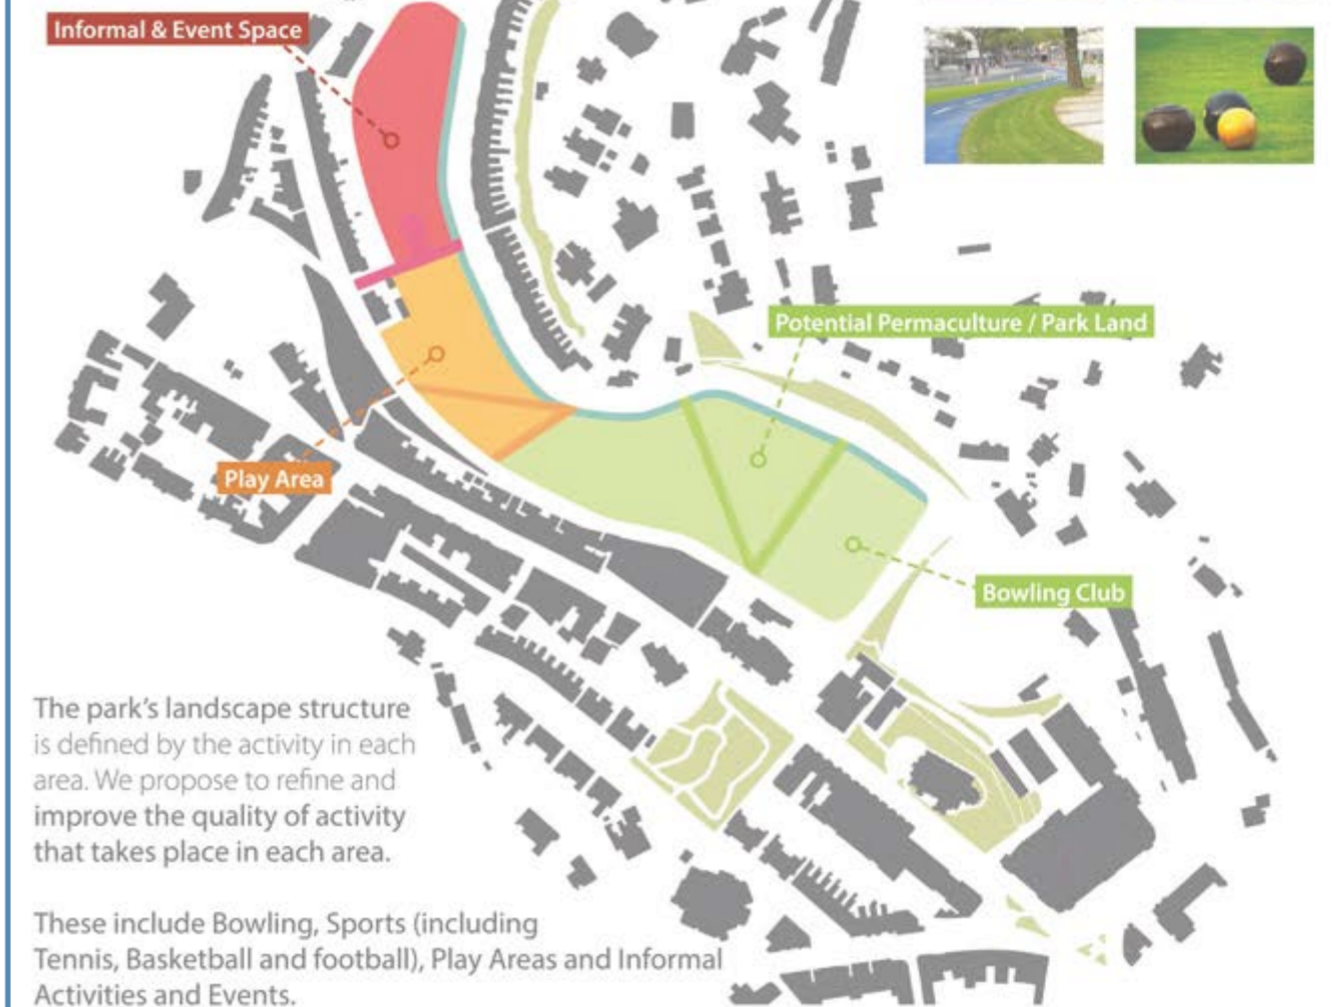 Informal & Event Space
Potential Permaculture / Park Land
Play Area
Bowling Club
The park's landscape structure
is defined by the activity in each
area. We propose to refine and
improve the quality of activity
that takes place in each area.
These include Bowling, Sports (including
Tennis, Basketball and football), Play Areas and Informal
Activities and Events.